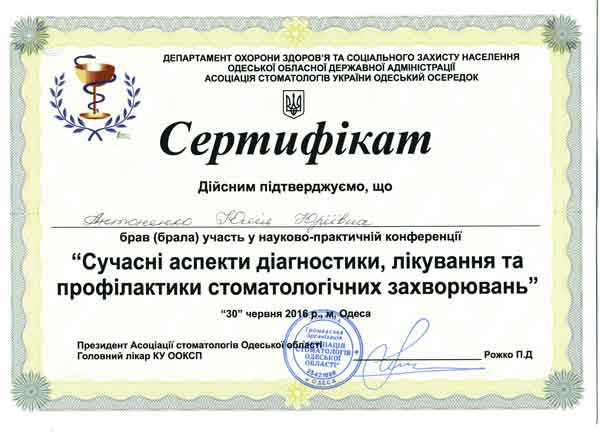 ДЕПАРТАМЕНТ ОХОРОНИ ЗДОРОВ'Я ТА СОЦІАЛЬНОГО ЗАХИСТУ НАСЕЛЕННЯ
ОДЕСЬКОЇ ОБЛАСНОЇ ДЕРЖАВНОЇ АДМІНІСТРАЦІЇ
АСОЦІАЦІЯ СТОМАТОЛОГІВ УКРАЇНИ ОДЕСЬКИЙ ОСЕРЕДОК
Сертифікат
Дійсним підтверджуємо, що
Антоненко Юлія Юріївна
брав (брала) участь у науково-практичній конференції
“Сучасні аспекти діагностики, лікування та
профілактики стоматологічних захворювань”
“30” червня 2016 р., м. Одеса
Президент Асоціації стоматологів Одеської області
Головний лікар КУ ООКСП
Рожко П.Д
Громадська
організація
"АСОЦІАЦІЯ
СТОМАТОЛОГІВ
ОДЕСЬКОЇ
ОБЛАСТІ"
ОДЕСА